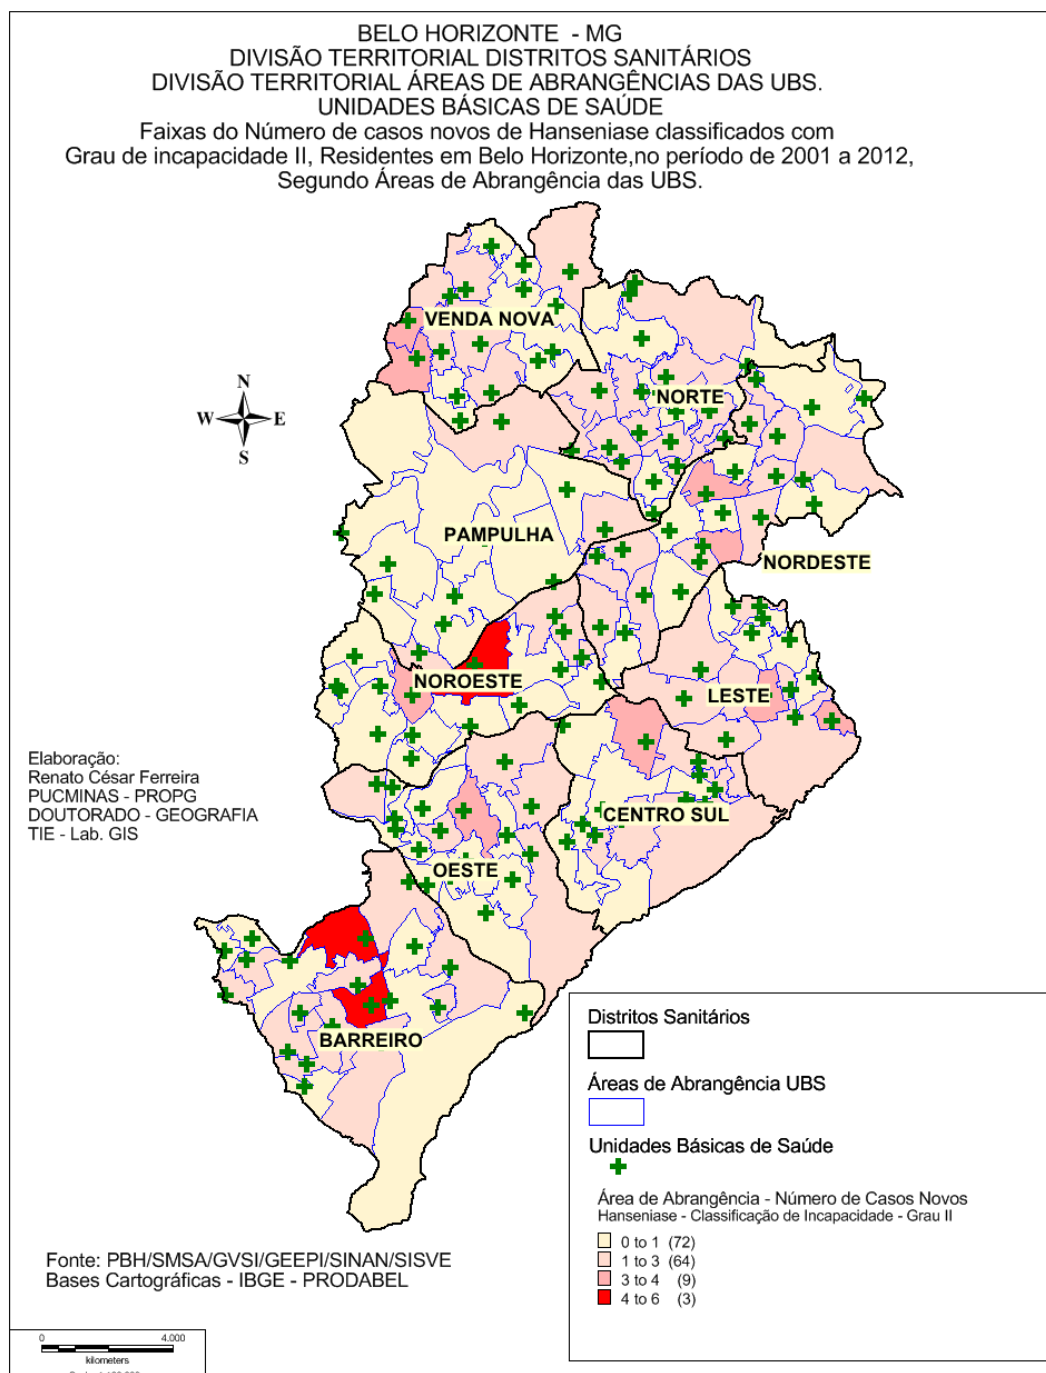 BELO HORIZONTE - MG
DIVISÃO TERRITORIAL DISTRITOS SANITÁRIOS
DIVISÃO TERRITORIAL ÁREAS DE ABRANGÊNCIAS DAS UBS.
UNIDADES BÁSICAS DE SAÚDE
Faixas do Número de casos novos de Hanseniase classificados com
Grau de incapacidade II, Residentes em Belo Horizonte,no período de 2001 a 2012,
Segundo Áreas de Abrangência das UBS.
VENDA NOVA
N
W E
S
NORTE
PAMPULHA
NORDESTE
NOROESTE
LESTE
Elaboração:
Renato César Ferreira
PUCMINAS - PROPG
DOUTORADO - GEOGRAFIA
TIE - Lab. GIS
CENTRO SUL
OESTE
BARREIRO
Distritos Sanitários
Áreas de Abrangência UBS
Unidades Básicas de Saúde
Área de Abrangência - Número de Casos Novos
Hanseniase - Classificação de Incapacidade - Grau II
0 to 1 (72)
1 to 3 (64)
3 to 4 (9)
4 to 6 (3)
Fonte: PBH/SMSA/GVSI/GEEPI/SINAN/SISVE
Bases Cartográficas - IBGE - PRODABEL
0 4.000
kilometers